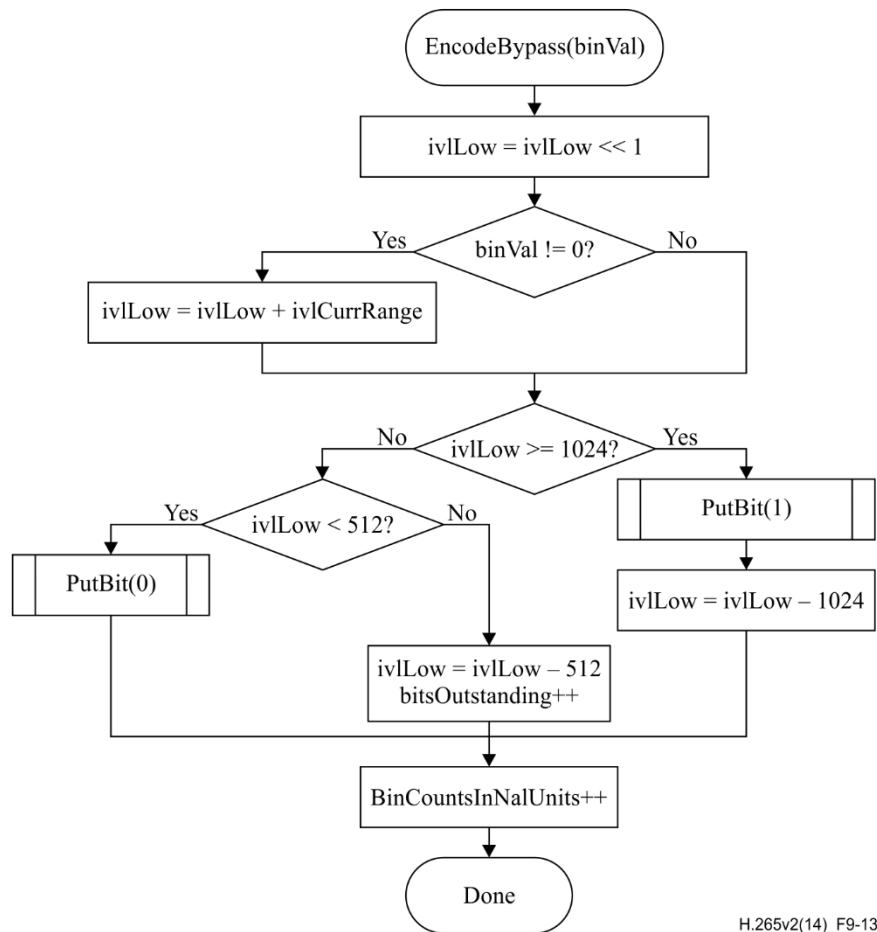 EncodeBypass(binVal)
ivlLow = ivlLow << 1
Yes
binVal != 0?
No
ivlLow = ivlLow + ivlCurrRange
No
ivlLow >= 1024?
Yes
Yes
ivlLow < 512?
No
PutBit(1)
PutBit(0)
ivlLow = ivlLow – 1024
ivlLow = ivlLow – 512
bitsOutstanding++
BinCountsInNalUnits++
Done
H.265v2(14)_F9-13